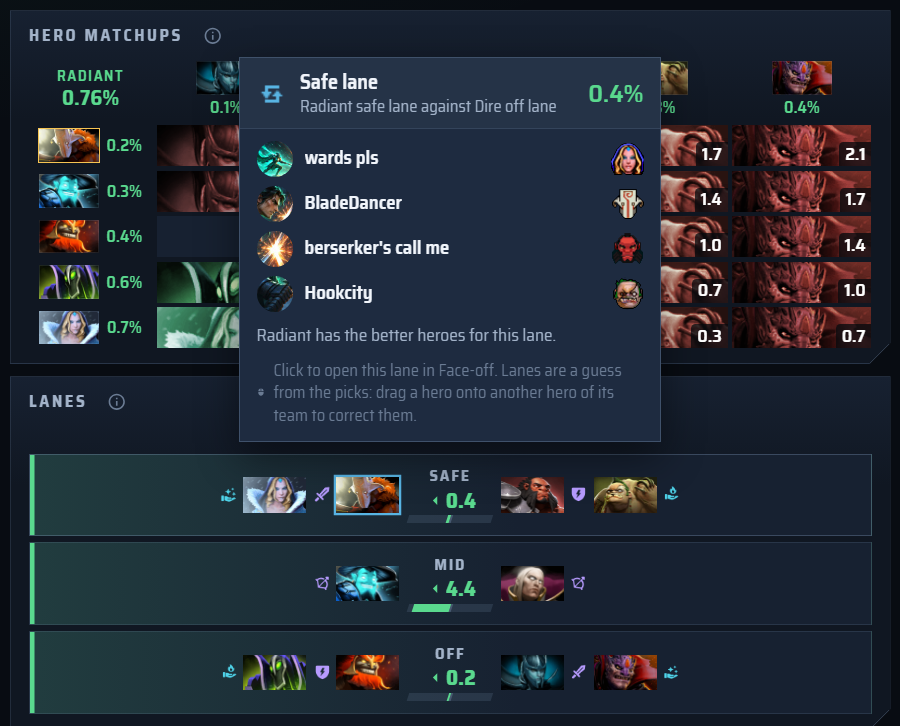 HERO MATCHUPS
RADIANT
0.76%
0.1%
0.4%
Safe lane
Radiant safe lane against Dire off lane
0.4%
wards pls
BladeDancer
berserker's call me
Hookcity
Radiant has the better heroes for this lane.
Click to open this lane in Face-off. Lanes are a guess
from the picks: drag a hero onto another hero of its
team to correct them.
0.2% 1.7 2.1
0.3% 1.4 1.7
0.4% 1.0 1.4
0.6% 0.7 1.0
0.7% 0.3 0.7
LANES
SAFE
0.4
MID
4.4
OFF
0.2